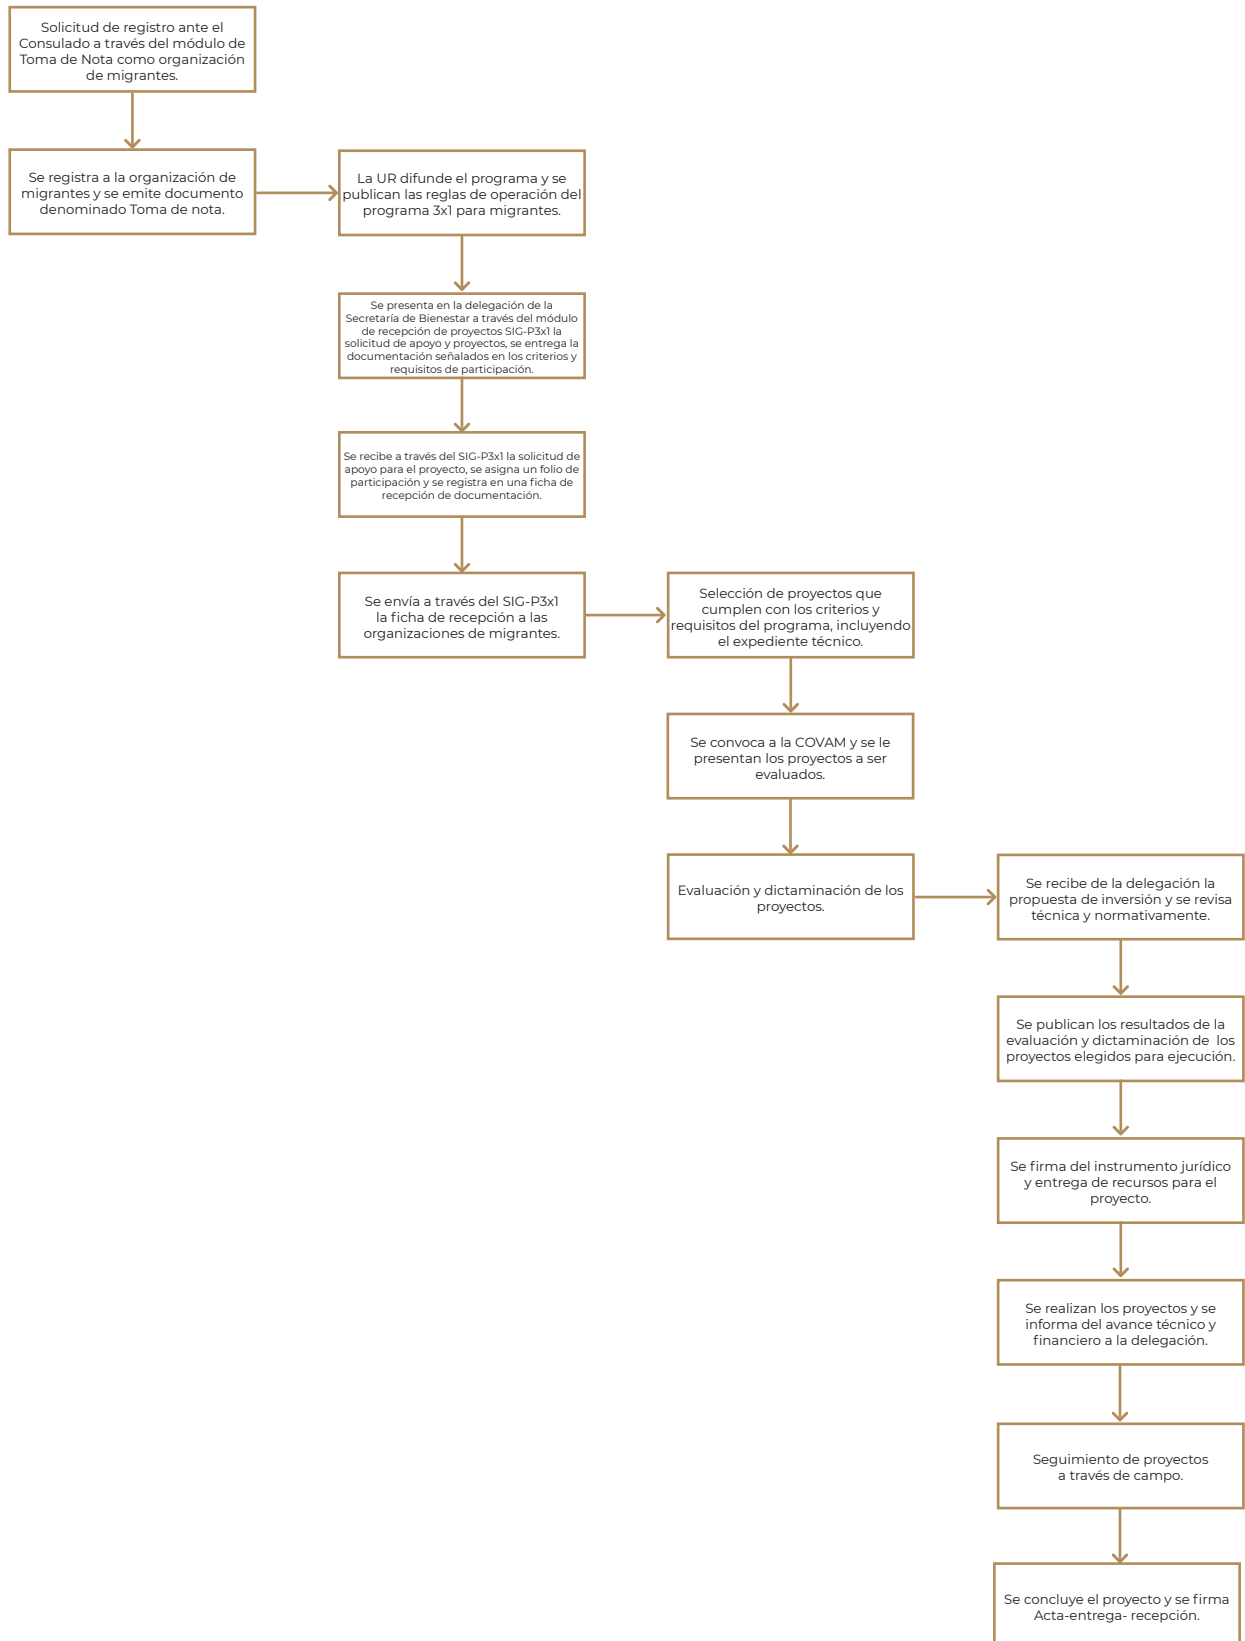 Solicitud de registro ante el
Consulado a través del módulo de
Toma de Nota como organización
de migrantes.
Se registra a la organización de
migrantes y se emite documento
denominado Toma de nota.
La UR difunde el programa y se
publican las reglas de operación del
programa 3x1 para migrantes.
Se presenta en la delegación de la
Secretaría de Bienestar a través del módulo
de recepción de proyectos SIG-P3x1 la
solicitud de apoyo y proyectos, se entrega la
documentación señalados en los criterios y
requisitos de participación.
Se recibe a través del SIG-P3x1 la solicitud de
apoyo para el proyecto, se asigna un folio de
participación y se registra en una ficha de
recepción de documentación.
Se envía a través del SIG-P3x1
la ficha de recepción a las
organizaciones de migrantes.
Selección de proyectos que
cumplen con los criterios y
requisitos del programa, incluyendo
el expediente técnico.
Se convoca a la COVAM y se le
presentan los proyectos a ser
evaluados.
Evaluación y dictaminación de los
proyectos.
Se recibe de la delegación la
propuesta de inversión y se revisa
técnica y normativamente.
Se publican los resultados de la
evaluación y dictaminación de  los
proyectos elegidos para ejecución.
Se firma del instrumento jurídico
y entrega de recursos para el
proyecto.
Se realizan los proyectos y se
informa del avance técnico y
financiero a la delegación.
Seguimiento de proyectos
a través de campo.
Se concluye el proyecto y se firma
Acta-entrega- recepción.